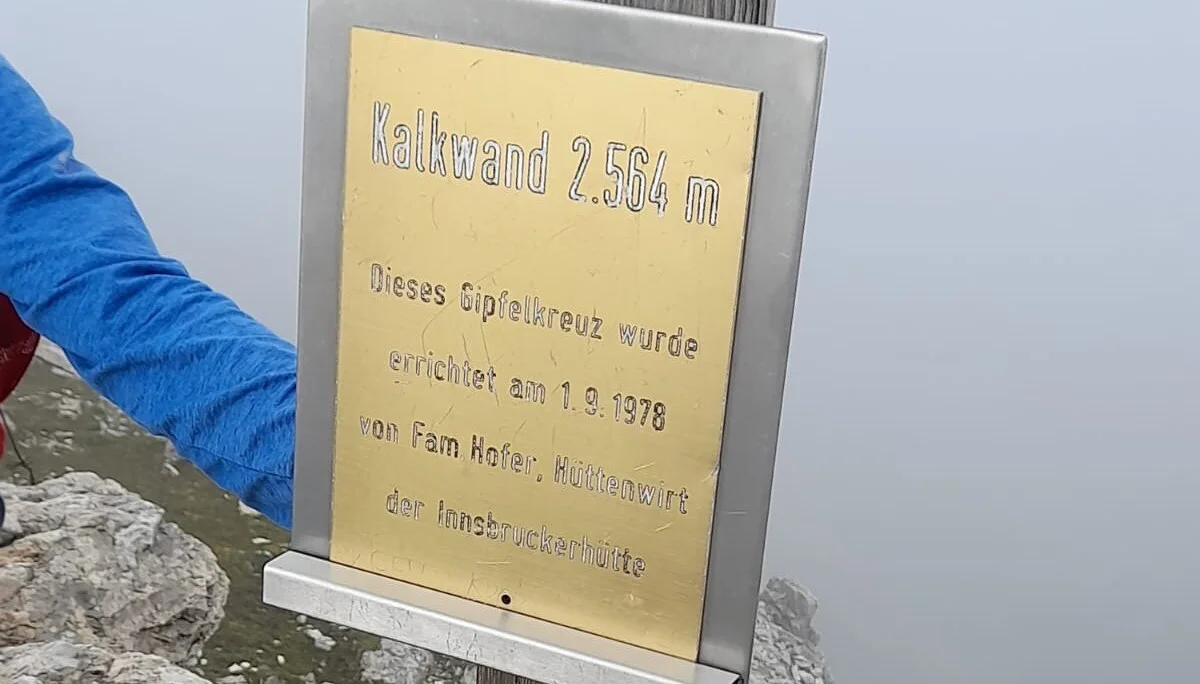 Kalkwand 2.564 m
Dieses Gipfelkreuz wurde
errichtet am 1.9.1978
von Fam.Hofer, Hüttenwirt
der Innsbruckerhütte